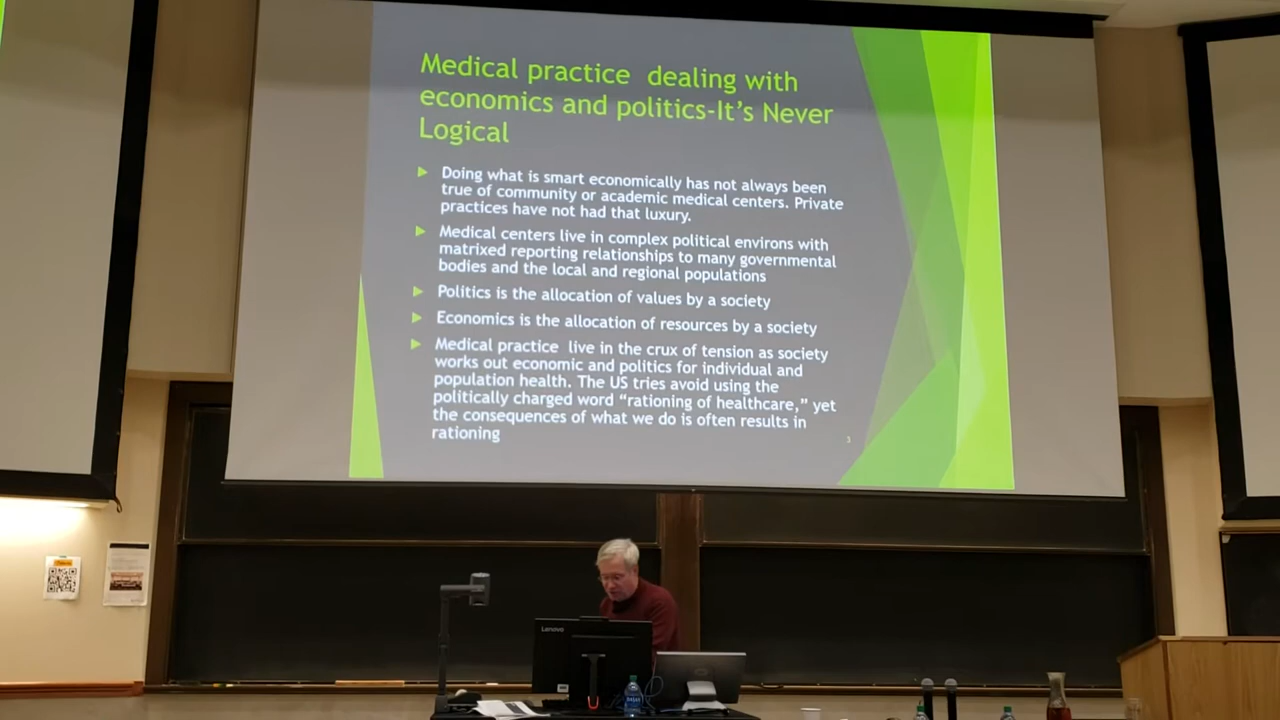 Medical practice dealing with
economics and politics-It's Never
Logical
Doing what is smart economically has not always been
true of community or academic medical centers. Private
practices have not had that luxury.
Medical centers live in complex political environs with
matrixed reporting relationships to many governmental
bodies and the local and regional populations
Politics is the allocation of values by a society
Economics is the allocation of resources by a society
Medical practice live in the crux of tension as society
works out economic and politics for individual and
population health. The US tries avoid using the
politically charged word “rationing of healthcare,” yet
the consequences of what we do is often results in
rationing
3
Lenovo